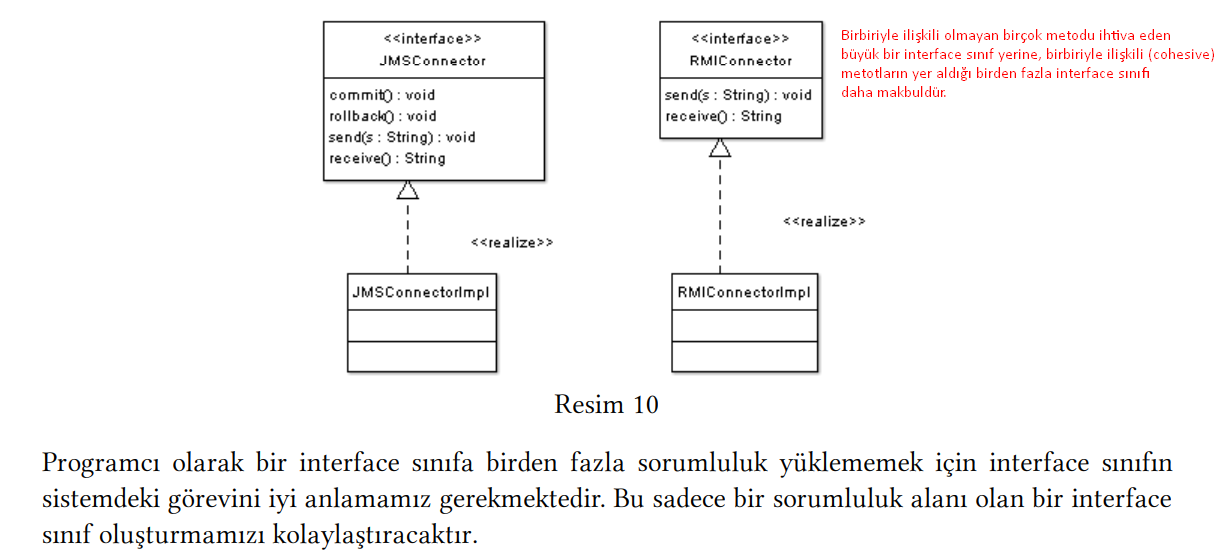 <<interface>>
JMSConnector
commit() : void
rollback() : void
send(s : String) : void
receive() : String
<<realize>>
JMSConnectorImpl
<<interface>>
RMIConnector
send(s : String) : void
receive() : String
<<realize>>
RMIConnectorImpl
Birbiriyle ilişkili olmayan birçok metodu ihtiva eden
büyük bir interface sınıf yerine, birbiriyle ilişkili (cohesive)
metotların yer aldığı birden fazla interface sınıfı
daha makbuldür.
Resim 10
Programcı olarak bir interface sınıfa birden fazla sorumluluk yüklememek için interface sınıfın
sistemdeki görevini iyi anlamamız gerekmektedir. Bu sadece bir sorumluluk alanı olan bir interface
sınıf oluşturmamızı kolaylaştıracaktır.